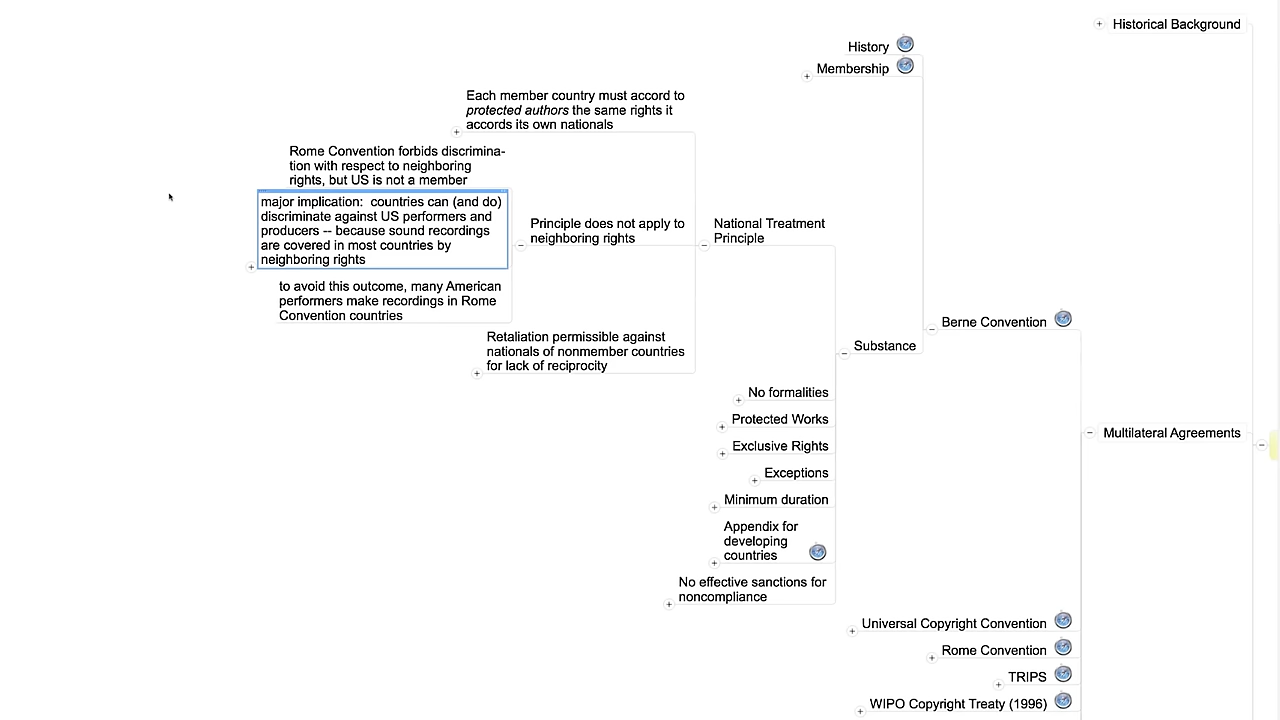 Historical Background
History
Membership
Each member country must accord to
protected authors the same rights it
accords its own nationals
Rome Convention forbids discrimina-
tion with respect to neighboring
rights, but US is not a member
major implication:  countries can (and do)
discriminate against US performers and
producers -- because sound recordings
are covered in most countries by
neighboring rights
to avoid this outcome, many American
performers make recordings in Rome
Convention countries
Principle does not apply to
neighboring rights
National Treatment
Principle
Retaliation permissible against
nationals of nonmember countries
for lack of reciprocity
Substance
Berne Convention
No formalities
Protected Works
Exclusive Rights
Exceptions
Minimum duration
Appendix for
developing
countries
No effective sanctions for
noncompliance
Multilateral Agreements
Universal Copyright Convention
Rome Convention
TRIPS
WIPO Copyright Treaty (1996)